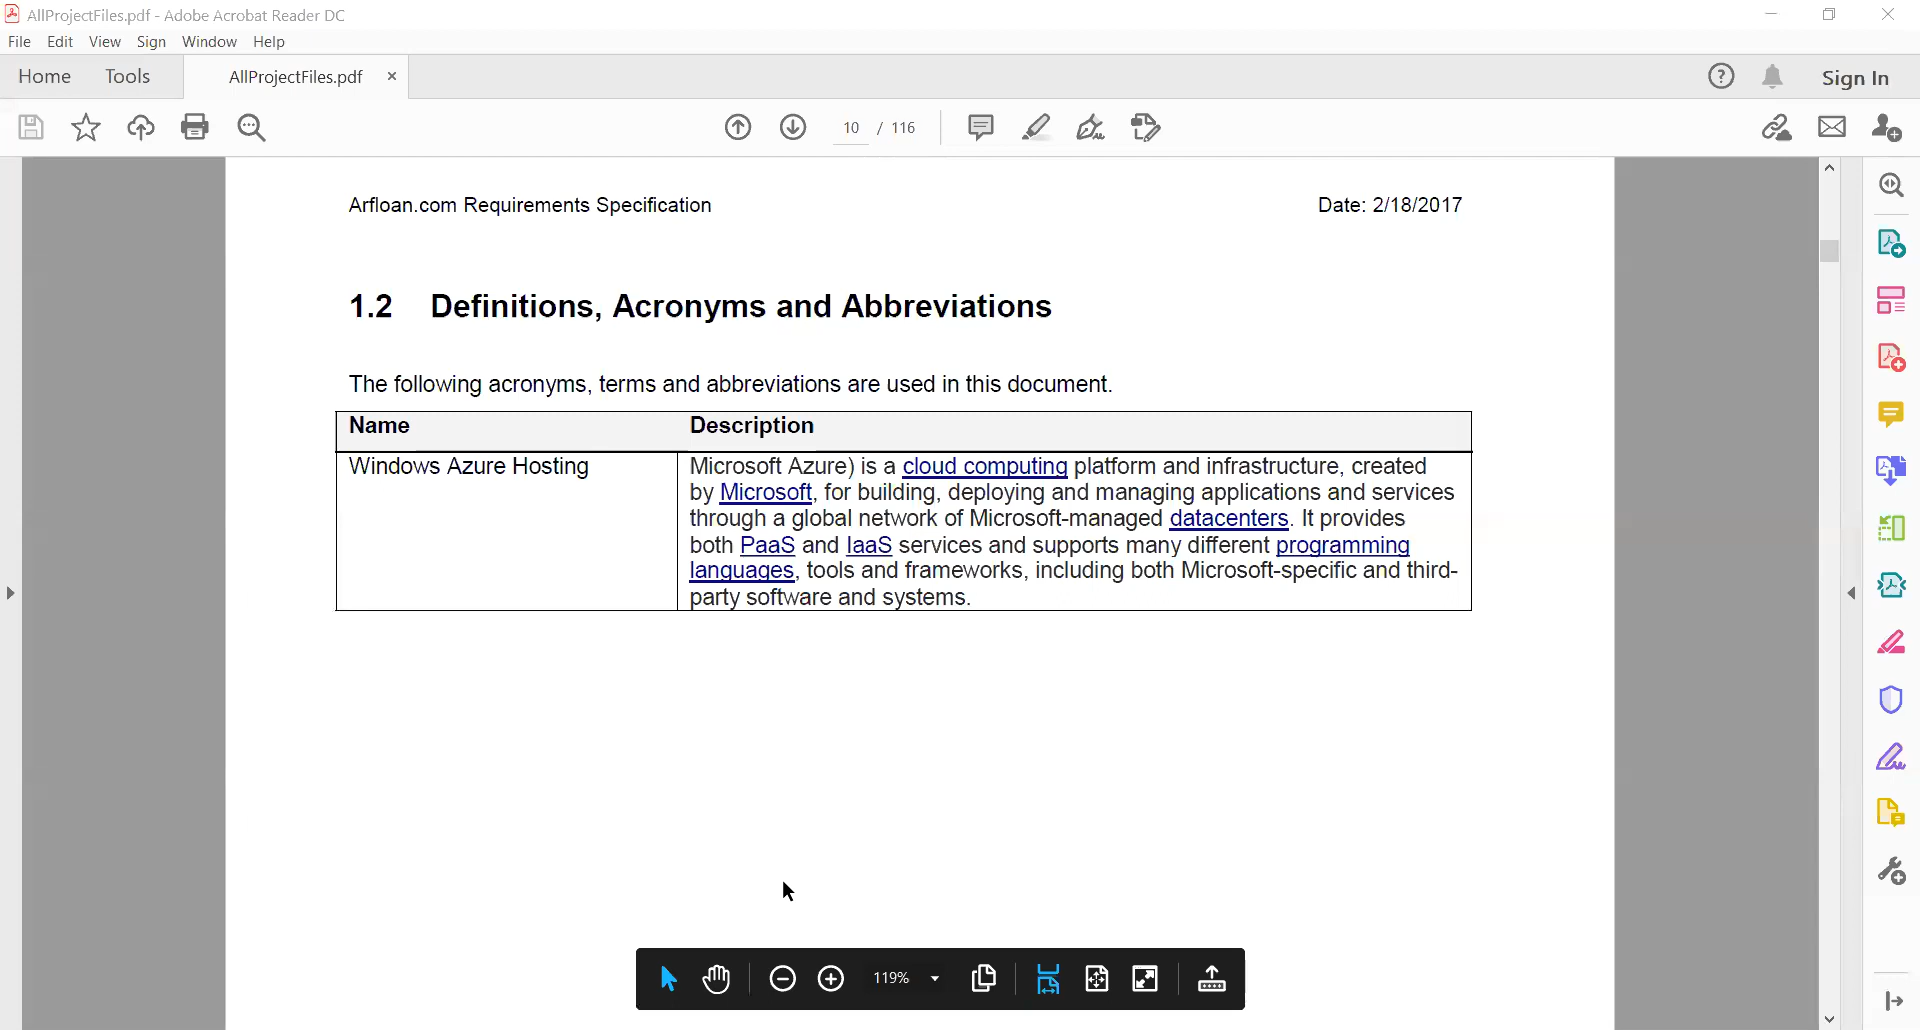 AllProjectFiles.pdf - Adobe Acrobat Reader DC
File Edit View Sign Window Help
Home Tools AllProjectFiles.pdf × Sign In
10 / 116
Arfloan.com Requirements Specification Date: 2/18/2017
1.2 Definitions, Acronyms and Abbreviations
The following acronyms, terms and abbreviations are used in this document.
Name Description
Windows Azure Hosting Microsoft Azure) is a cloud computing platform and infrastructure, created
by Microsoft, for building, deploying and managing applications and services
through a global network of Microsoft-managed datacenters. It provides
both PaaS and IaaS services and supports many different programming
languages, tools and frameworks, including both Microsoft-specific and third-
party software and systems.
119%